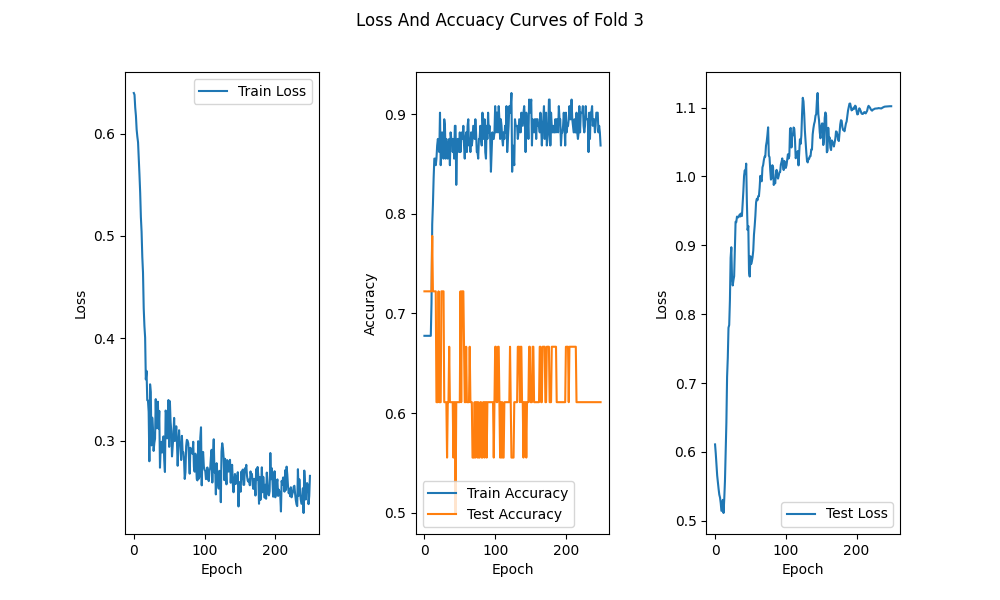 Loss And Accuacy Curves of Fold 3
Train Loss
Loss
0.6
0.5
0.4
0.3
0 100 200
Epoch
Accuracy
0.9
0.8
0.7
0.6
0.5
Train Accuracy
Test Accuracy
0 100 200
Epoch
Loss
1.1
1.0
0.9
0.8
0.7
0.6
0.5
Test Loss
0 100 200
Epoch